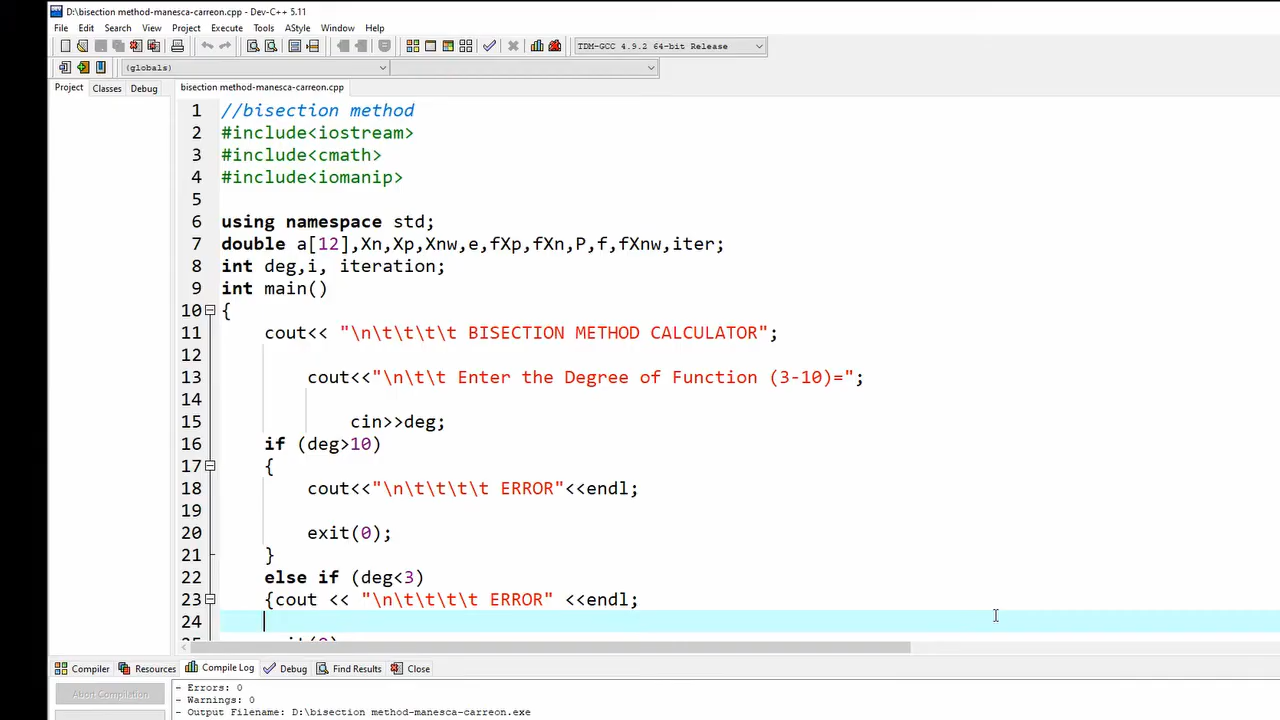 D:\bisection method-manesca-carreon.cpp - Dev-C++ 5.11
File Edit Search View Project Execute Tools AStyle Window Help
TDM-GCC 4.9.2 64-bit Release
(globals)
Project Classes Debug bisection method-manesca-carreon.cpp
1 //bisection method
2 #include<iostream>
3 #include<cmath>
4 #include<iomanip>
5
6 using namespace std;
7 double a[12],Xn,Xp,Xnw,e,fXp,fXn,P,f,fXnw,iter;
8 int deg,i, iteration;
9 int main()
10 {
11 cout<< "\n\t\t\t\t BISECTION METHOD CALCULATOR";
12
13 cout<<"\n\t\t Enter the Degree of Function (3-10)=";
14
15 cin>>deg;
16 if (deg>10)
17 {
18 cout<<"\n\t\t\t\t ERROR"<<endl;
19
20 exit(0);
21 }
22 else if (deg<3)
23 {cout << "\n\t\t\t\t ERROR" <<endl;
24
Compiler Resources Compile Log Debug Find Results Close
Abort Compilation
- Errors: 0
- Warnings: 0
- Output Filename: D:\bisection method-manesca-carreon.exe